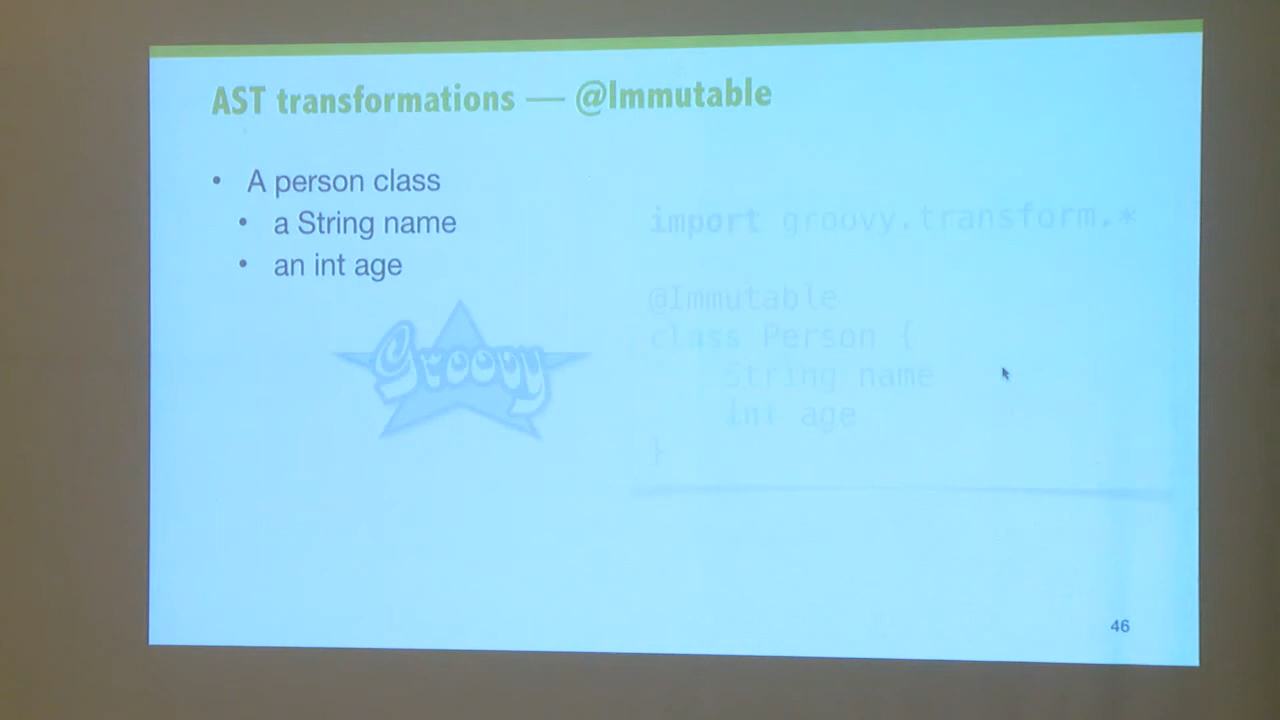 AST transformations — @Immutable
• A person class
• a String name
• an int age
Groovy
import groovy.transform.*
@Immutable
class Person {
String name
int age
}
46